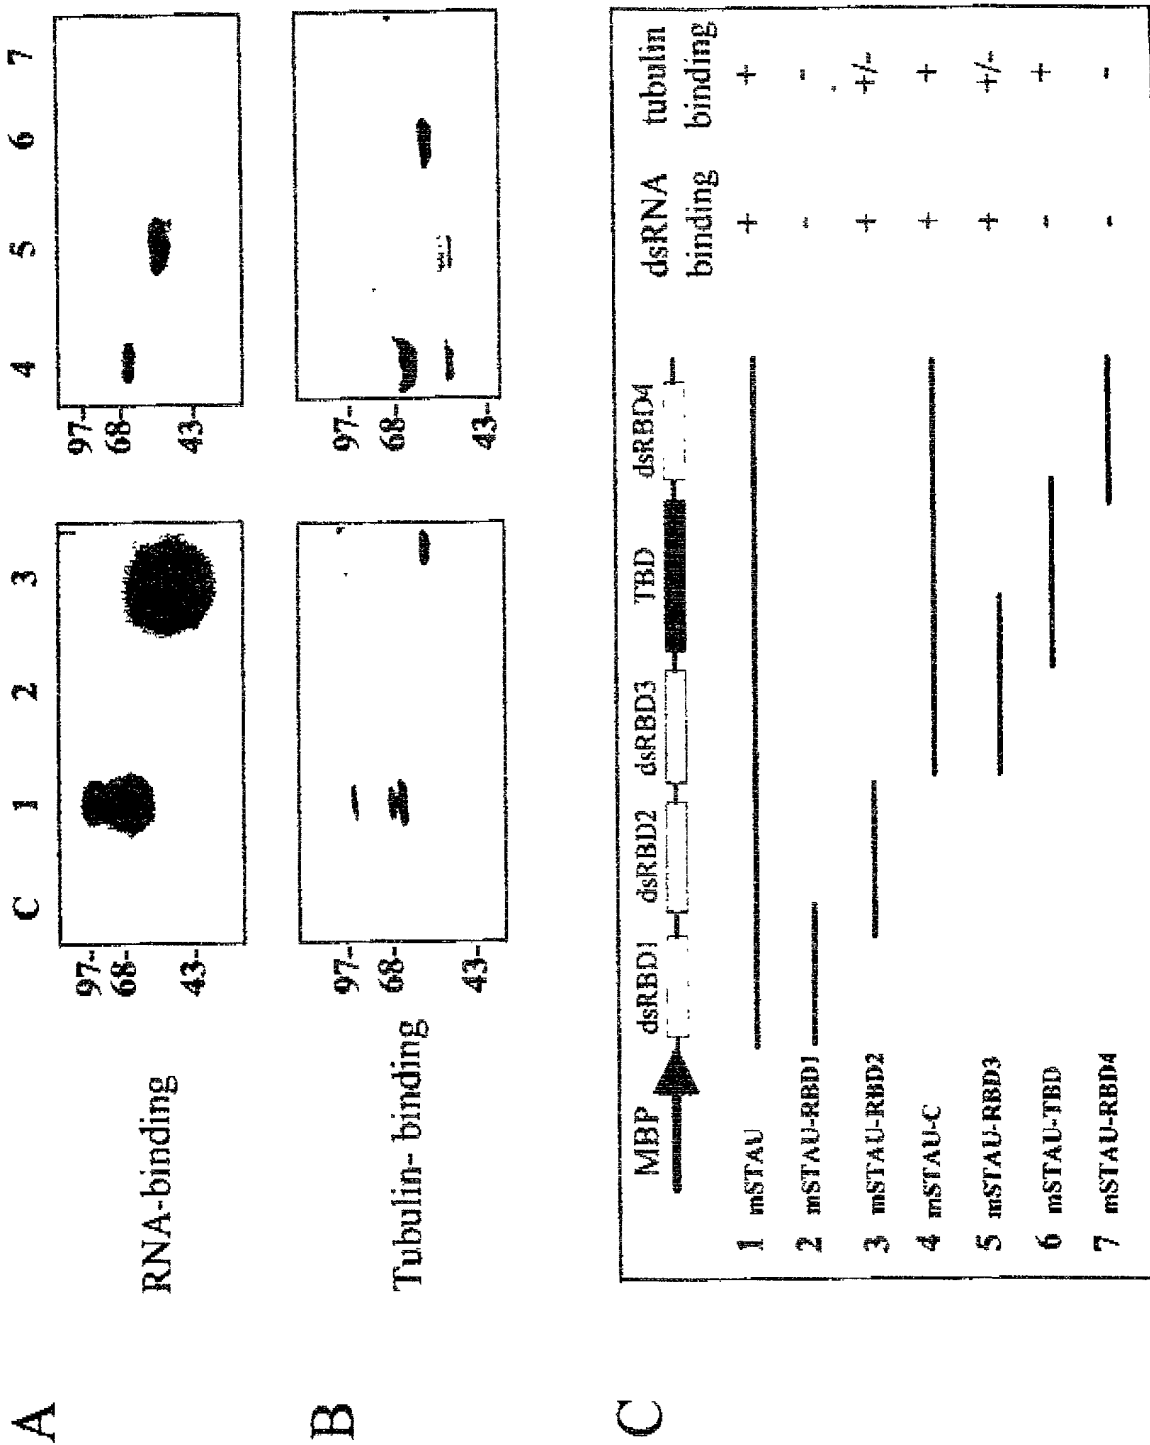 A
RNA-binding
C 1 2 3 4 5 6 7
97-
68-
43-
97-
68-
43-
B
Tubulin- binding
97-
68-
43-
97-
68-
43-
C
MBP dsRBD1 dsRBD2 dsRBD3 TBD dsRBD4
dsRNA binding
tubulin binding
1 mSTAU + +
2 mSTAU-RBD1 - -
3 mSTAU-RBD2 + +/-
4 mSTAU-C + +
5 mSTAU-RBD3 + +/-
6 mSTAU-TBD - +
7 mSTAU-RBD4 - -